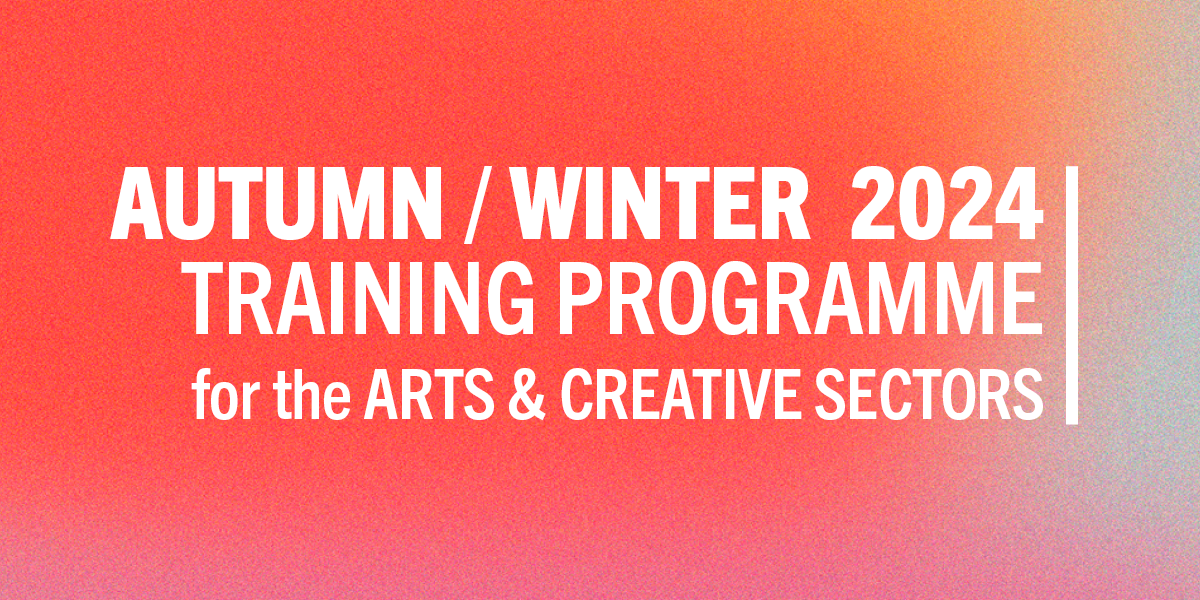 AUTUMN / WINTER 2024
TRAINING PROGRAMME
for the ARTS & CREATIVE SECTORS